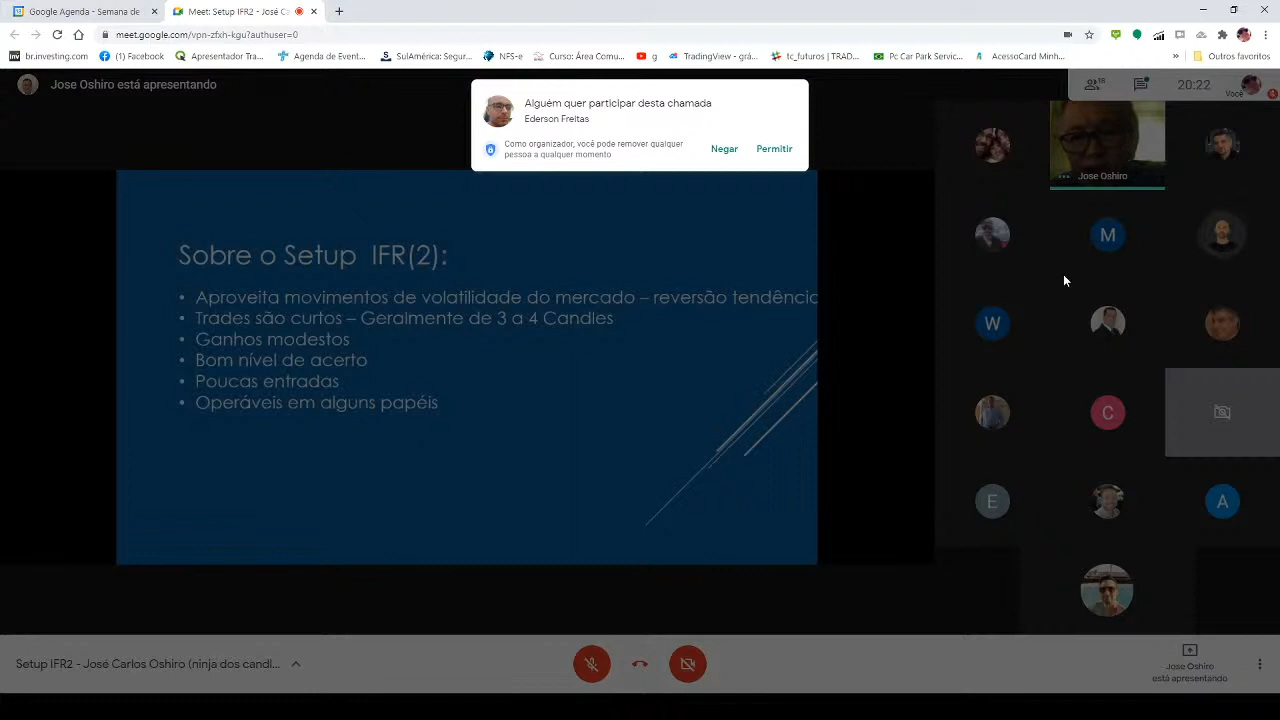 Google Agenda - Semana de
Meet: Setup IFR2 - José Ca
meet.google.com/vpn-zfxh-kgu?authuser=0
br.investing.com
(1) Facebook
Apresentador Tra...
Agenda de Event...
SulAmérica: Segur...
NFS-e
Curso: Área Comu...
g
TradingView - grá...
tc_futuros | TRAD...
Pc Car Park Servic...
AcessoCard Minha...
»
Outros favoritos
Jose Oshiro está apresentando
Alguém quer participar desta chamada
Ederson Freitas
Como organizador, você pode remover qualquer
pessoa a qualquer momento
Negar
Permitir
18
20:22
Você
4
Jose Oshiro
M
W
C
E
A
Sobre o Setup IFR(2):
• Aproveita movimentos de volatilidade do mercado – reversão tendência
• Trades são curtos – Geralmente de 3 a 4 Candles
• Ganhos modestos
• Bom nível de acerto
• Poucas entradas
• Operáveis em alguns papéis
Setup IFR2 - José Carlos Oshiro (ninja dos candl...
Jose Oshiro
está apresentando